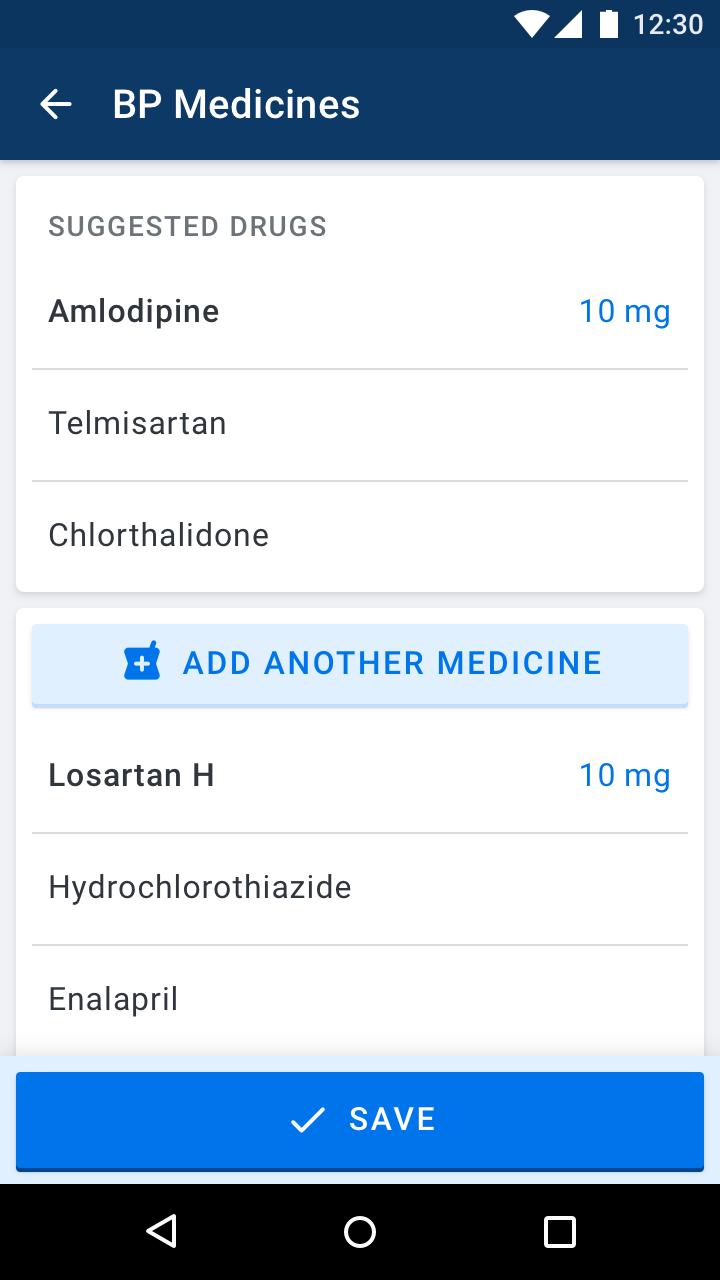 12:30
BP Medicines
SUGGESTED DRUGS
Amlodipine 10 mg
Telmisartan
Chlorthalidone
ADD ANOTHER MEDICINE
Losartan H 10 mg
Hydrochlorothiazide
Enalapril
SAVE